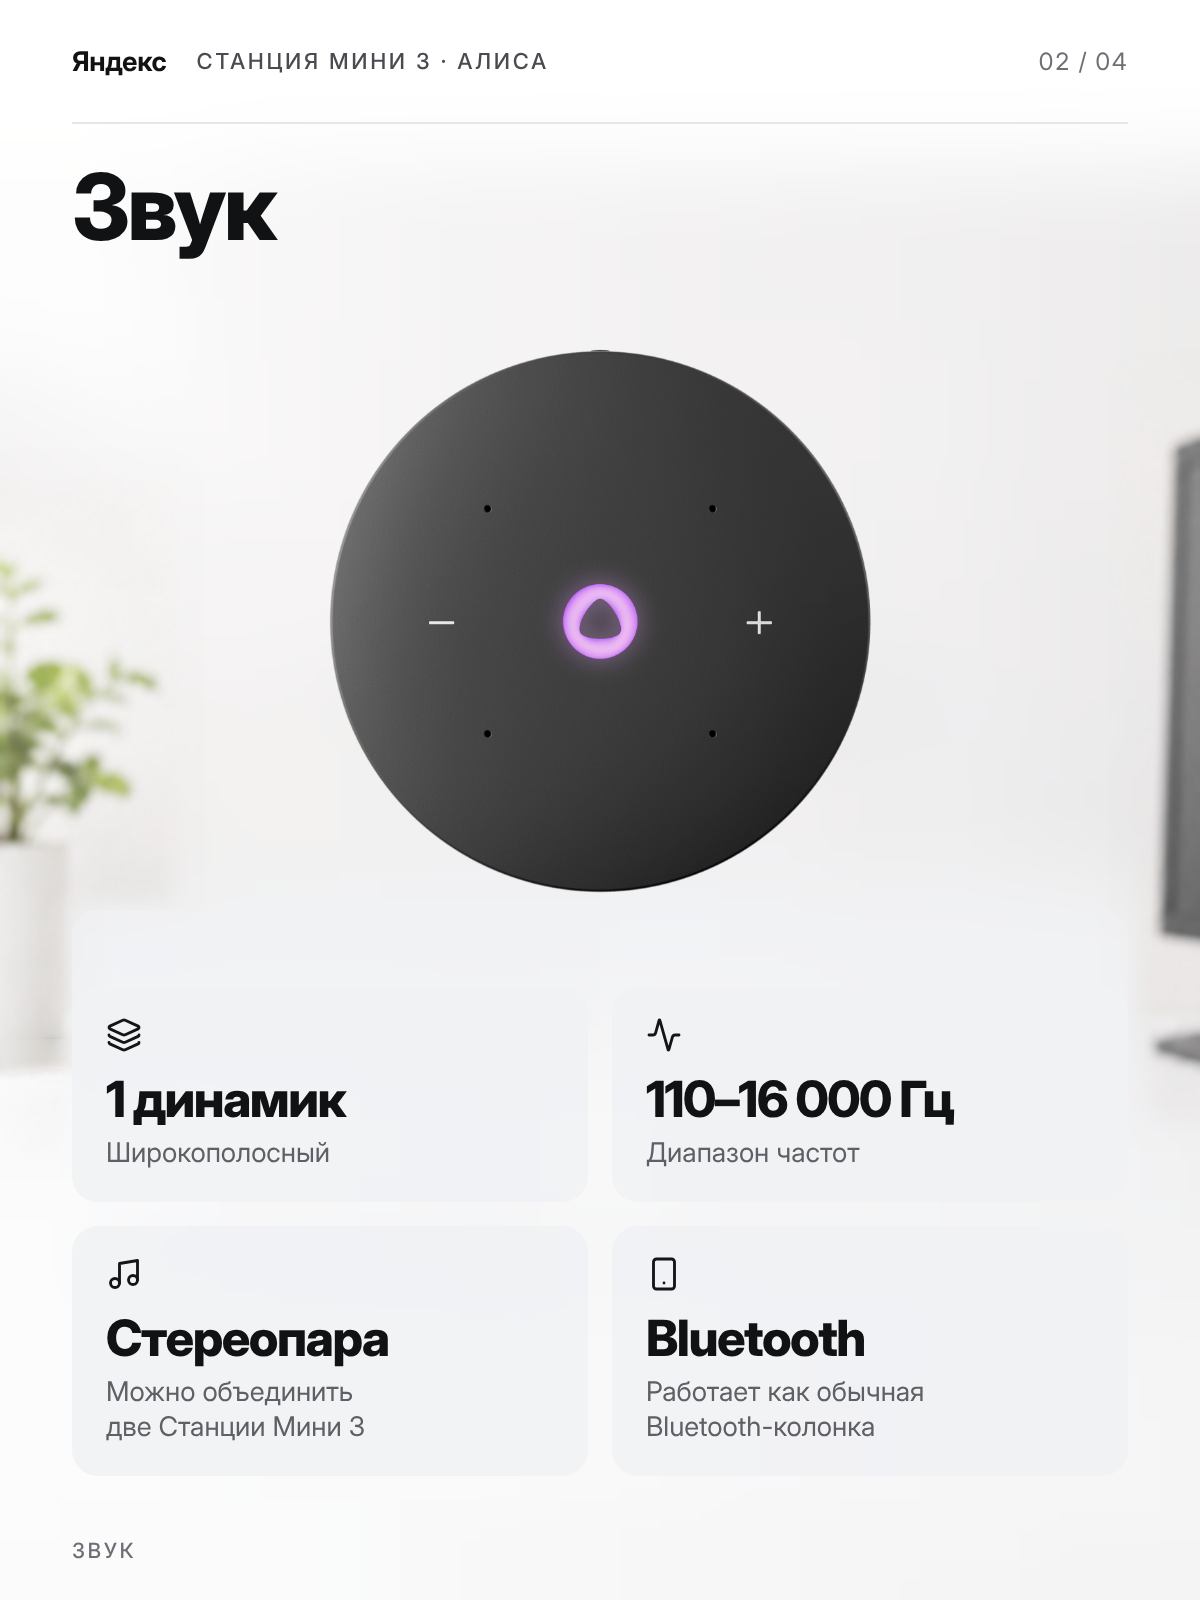 Яндекс СТАНЦИЯ МИНИ 3 · АЛИСА 02 / 04
Звук
1 динамик
Широкополосный
110–16 000 Гц
Диапазон частот
Стереопара
Можно объединить
две Станции Мини 3
Bluetooth
Работает как обычная
Bluetooth-колонка
ЗВУК